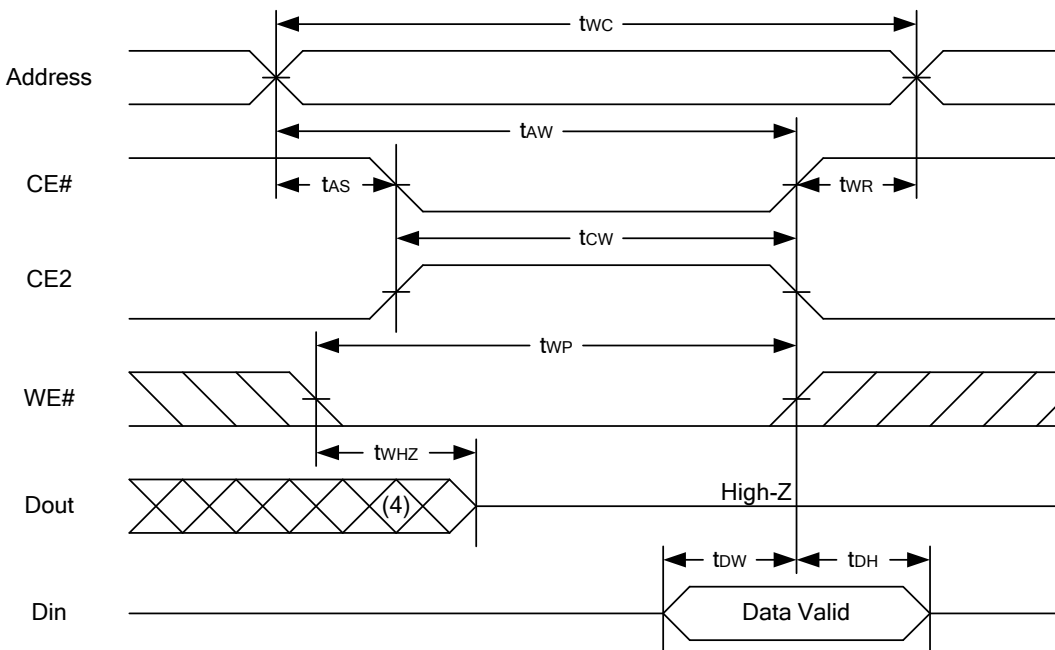 tWC
Address
tAW
CE#
tAS
tWR
tCW
CE2
tWP
WE#
tWHZ
Dout
(4)
High-Z
tDW
tDH
Din
Data Valid